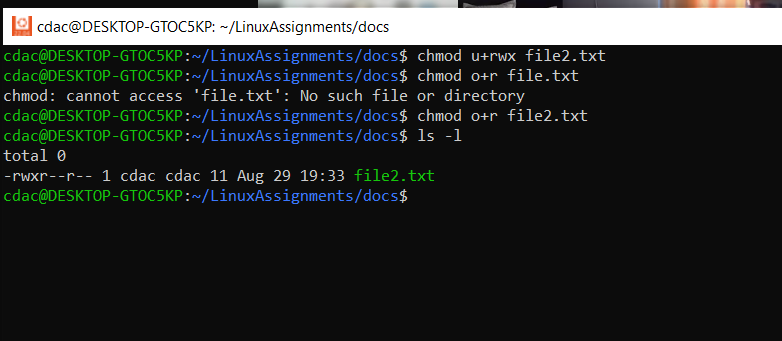 cdac@DESKTOP-GTOC5KP: ~/LinuxAssignments/docs
cdac@DESKTOP-GTOC5KP:~/LinuxAssignments/docs$ chmod u+rwx file2.txt
cdac@DESKTOP-GTOC5KP:~/LinuxAssignments/docs$ chmod o+r file.txt
chmod: cannot access 'file.txt': No such file or directory
cdac@DESKTOP-GTOC5KP:~/LinuxAssignments/docs$ chmod o+r file2.txt
cdac@DESKTOP-GTOC5KP:~/LinuxAssignments/docs$ ls -l
total 0
-rwxr--r-- 1 cdac cdac 11 Aug 29 19:33 file2.txt
cdac@DESKTOP-GTOC5KP:~/LinuxAssignments/docs$